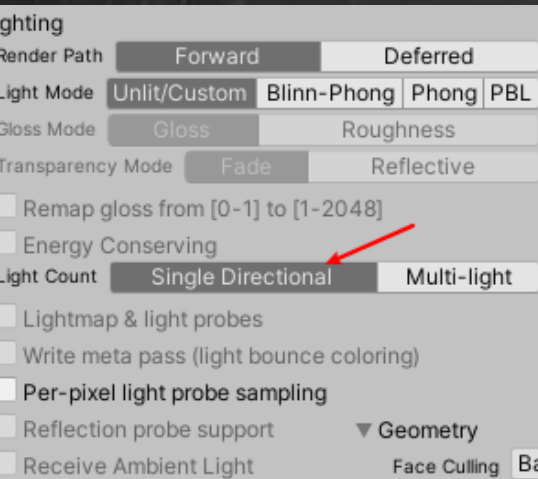 ghting
Render Path Forward Deferred
Light Mode Unlit/Custom Blinn-Phong Phong PBL
Gloss Mode Gloss Roughness
Transparency Mode Fade Reflective
Remap gloss from [0-1] to [1-2048]
Energy Conserving
Light Count Single Directional Multi-light
Lightmap & light probes
Write meta pass (light bounce coloring)
Per-pixel light probe sampling
Reflection probe support ▼ Geometry
Receive Ambient Light Face Culling Ba